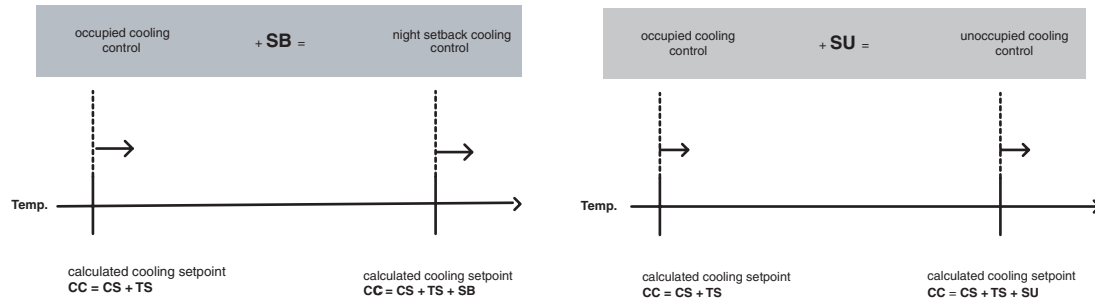 occupied cooling
control
+ SB =
night setback cooling
control
Temp.
calculated cooling setpoint
CC = CS + TS
calculated cooling setpoint
CC = CS + TS + SB
occupied cooling
control
+ SU =
unoccupied cooling
control
Temp.
calculated cooling setpoint
CC = CS + TS
calculated cooling setpoint
CC = CS + TS + SU